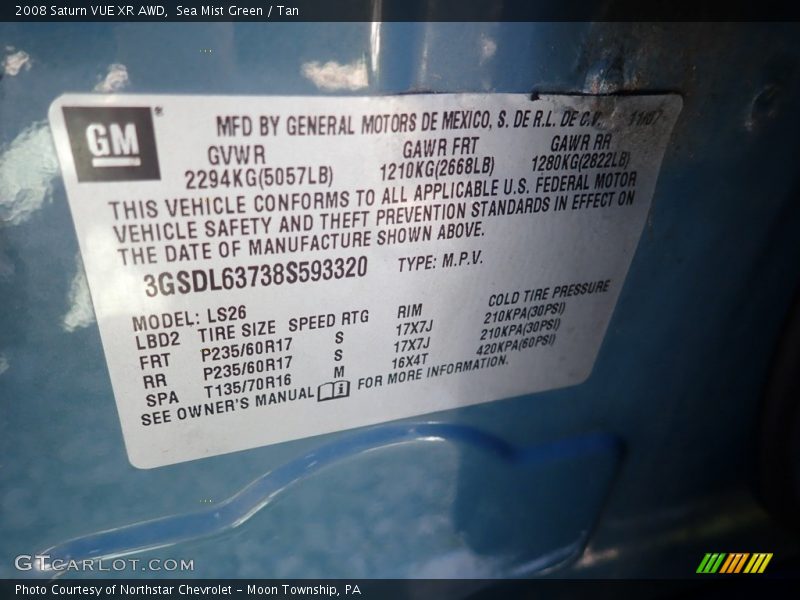 2008 Saturn VUE XR AWD,  Sea Mist Green / Tan
GM
MFD BY GENERAL MOTORS DE MEXICO, S. DE R.L. DE C.V. 11/07
GVWR GAWR FRT GAWR RR
2294KG(5057LB) 1210KG(2668LB) 1280KG(2822LB)
THIS VEHICLE CONFORMS TO ALL APPLICABLE U.S. FEDERAL MOTOR
VEHICLE SAFETY AND THEFT PREVENTION STANDARDS IN EFFECT ON
THE DATE OF MANUFACTURE SHOWN ABOVE.
3GSDL63738S593320 TYPE: M.P.V.
MODEL: LS26
LBD2 TIRE SIZE SPEED RTG RIM COLD TIRE PRESSURE
FRT P235/60R17 S 17X7J 210KPA(30PSI)
RR P235/60R17 S 17X7J 210KPA(30PSI)
SPA T135/70R16 M 16X4T 420KPA(60PSI)
SEE OWNER'S MANUAL FOR MORE INFORMATION.
GTCARLOT.COM
Photo Courtesy of Northstar Chevrolet - Moon Township, PA